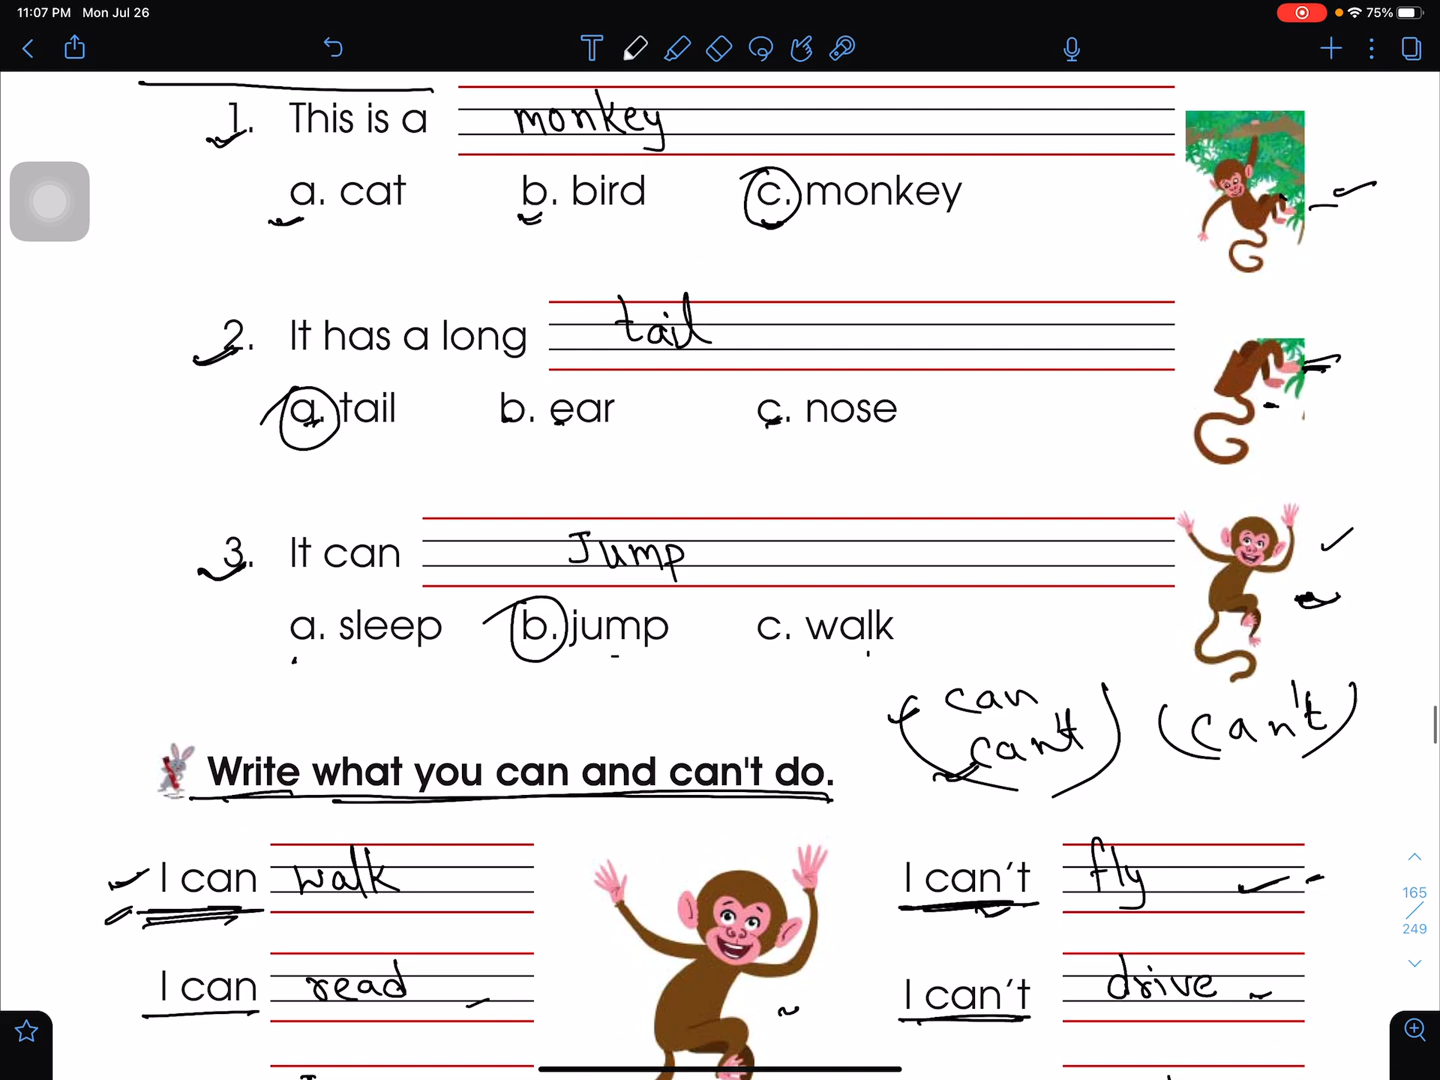 11:07 PM Mon Jul 26
75%
1. This is a monkey
a. cat b. bird c. monkey
2. It has a long tail
a. tail b. ear c. nose
3. It can Jump
a. sleep b. jump c. walk
can
can't
(can't)
Write what you can and can't do.
I can walk
I can't fly
I can read
I can't drive
165
249